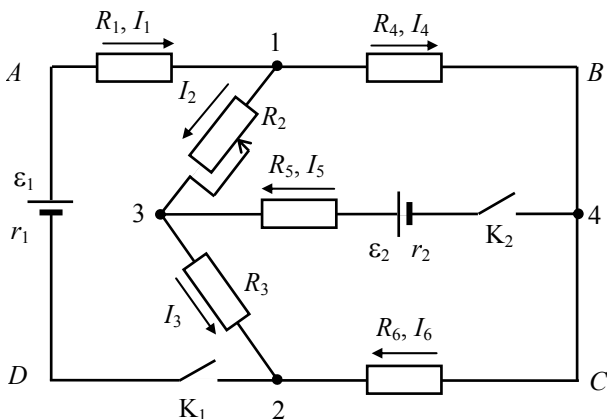 R₁, I₁
1
R₄, I₄
A
B
I₂
R₂
ε₁
R₅, I₅
3
4
r₁
ε₂
r₂
K₂
R₃
I₃
R₆, I₆
D
C
K₁
2